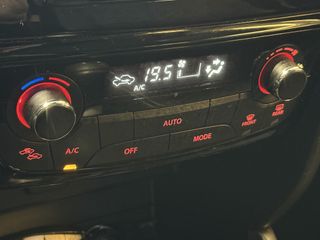 19.5
A/C
AUTO
A/C
OFF
MODE
FRONT
REAR